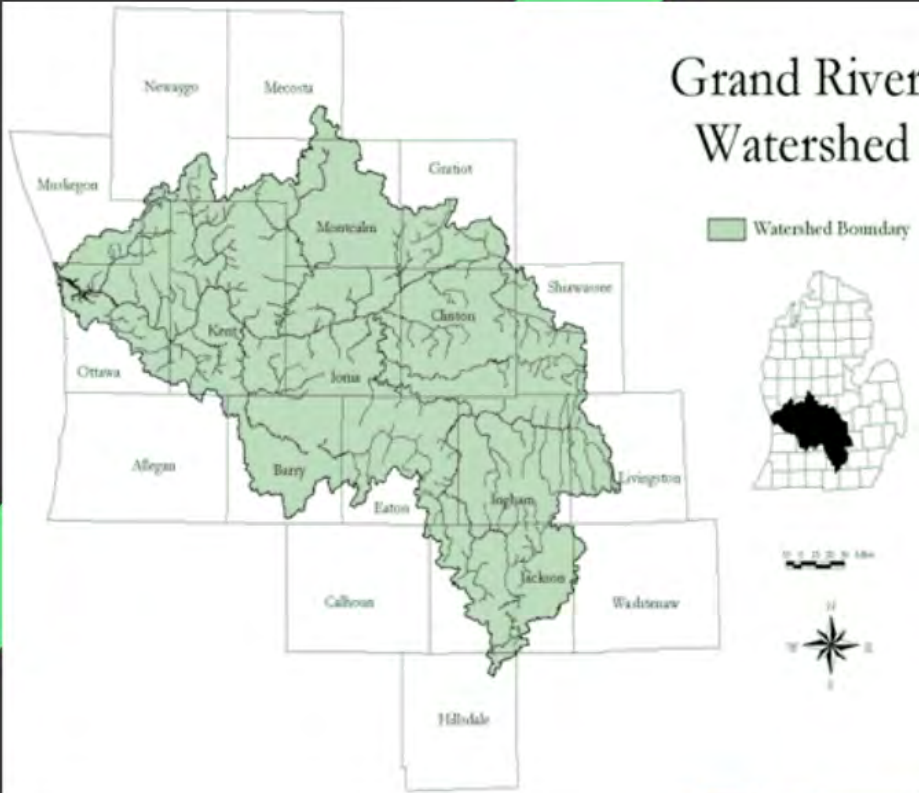 Grand River
Watershed
Watershed Boundary
Newaygo
Mecosta
Muskegon
Gratiot
Montcalm
Shiawassee
Kent
Clinton
Ottawa
Ionia
Allegan
Barry
Eaton
Ingham
Livingston
Calhoun
Jackson
Washtenaw
Hillsdale
N
W
E
S